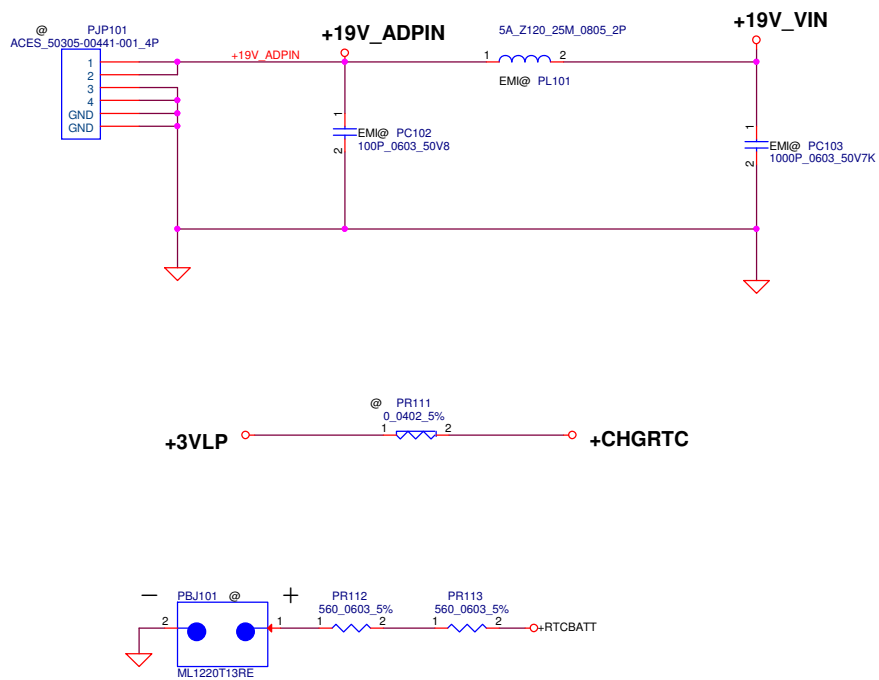 @ PJP101
ACES_50305-00441-001_4P
1
2
3
4
GND
GND
+19V_ADPIN
+19V_ADPIN
5A_Z120_25M_0805_2P
1 2
EMI@ PL101
+19V_VIN
1
EMI@ PC102
100P_0603_50V8
2
1
EMI@ PC103
1000P_0603_50V7K
2
@ PR111
0_0402_5%
1 2
+3VLP
+CHGRTC
− PBJ101 @ +
PR112
560_0603_5%
PR113
560_0603_5%
2 1 1 2 1 2
+RTCBATT
ML1220T13RE